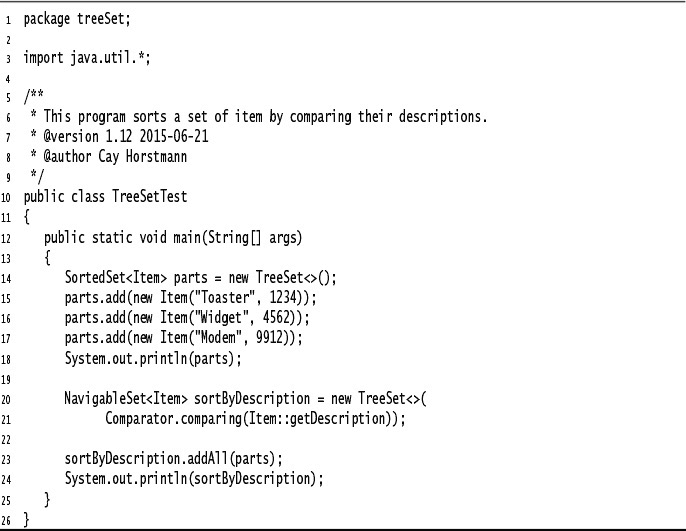 1 package treeSet;
2
3 import java.util.*;
4
5 /**
6  * This program sorts a set of item by comparing their descriptions.
7  * @version 1.12 2015-06-21
8  * @author Cay Horstmann
9  */
10 public class TreeSetTest
11 {
12    public static void main(String[] args)
13    {
14       SortedSet<Item> parts = new TreeSet<>();
15       parts.add(new Item("Toaster", 1234));
16       parts.add(new Item("Widget", 4562));
17       parts.add(new Item("Modem", 9912));
18       System.out.println(parts);
19
20       NavigableSet<Item> sortByDescription = new TreeSet<>(
21             Comparator.comparing(Item::getDescription));
22
23       sortByDescription.addAll(parts);
24       System.out.println(sortByDescription);
25    }
26 }